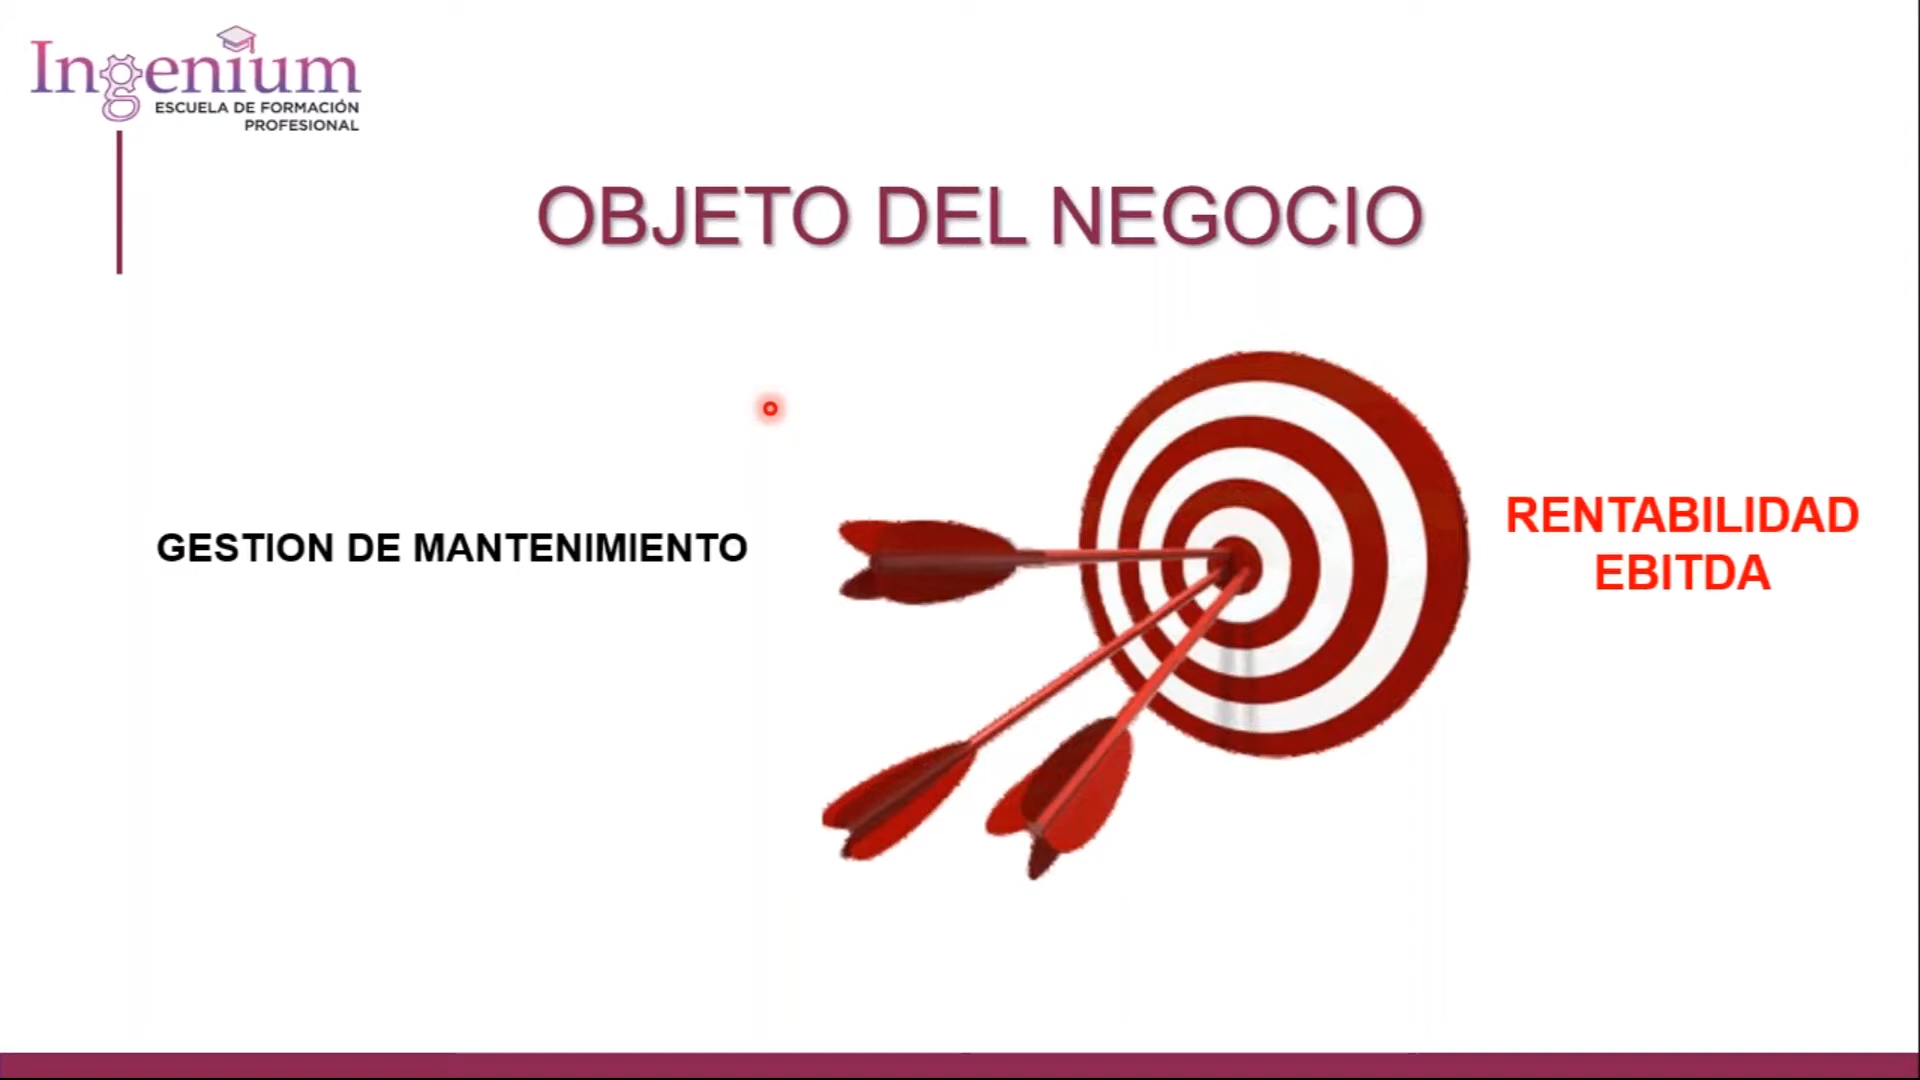 Ingenium
ESCUELA DE FORMACIÓN
PROFESIONAL
OBJETO DEL NEGOCIO
GESTION DE MANTENIMIENTO
RENTABILIDAD
EBITDA